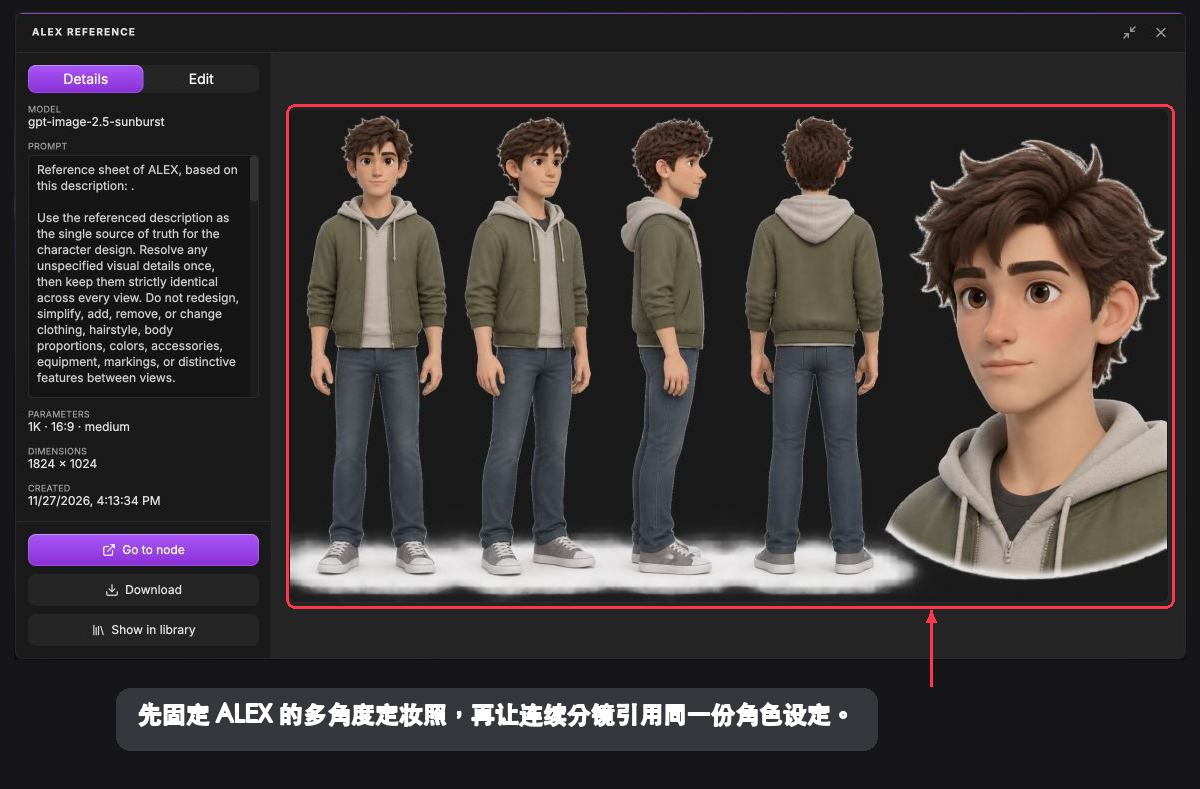 ALEX REFERENCE
Details
Edit
MODEL
gpt-image-2.5-sunburst
PROMPT
Reference sheet of ALEX, based on
this description: .
Use the referenced description as
the single source of truth for the
character design. Resolve any
unspecified visual details once,
then keep them strictly identical
across every view. Do not redesign,
simplify, add, remove, or change
clothing, hairstyle, body
proportions, colors, accessories,
equipment, markings, or distinctive
features between views.
PARAMETERS
1K · 16:9 · medium
DIMENSIONS
1824 × 1024
CREATED
11/27/2026, 4:13:34 PM
Go to node
Download
Show in library
先固定 ALEX 的多角度定妆照，再让连续分镜引用同一份角色设定。